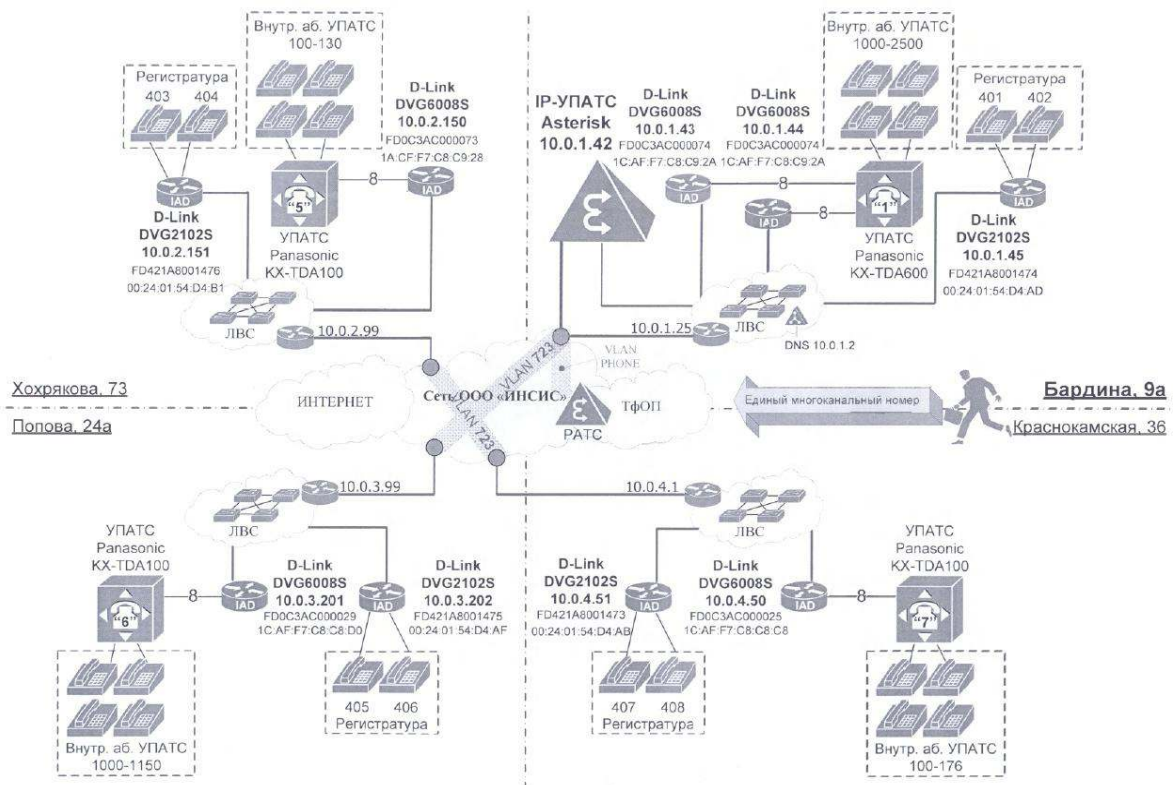 Внутр. аб. УПАТС
100-130
Регистратура
403 404
D-Link
DVG6008S
10.0.2.150
FD0C3AC000073
1A:CF:F7:C8:C9:28
8
IAD
IAD
"5"
D-Link
DVG2102S
10.0.2.151
FD421A8001476
00:24:01:54:D4:B1
УПАТС
Panasonic
KX-TDA100
ЛВС
10.0.2.99
IP-УПАТС
Asterisk
10.0.1.42
D-Link
DVG6008S
10.0.1.43
FD0C3AC000074
1C:AF:F7:C8:C9:2A
D-Link
DVG6008S
10.0.1.44
FD0C3AC000074
1C:AF:F7:C8:C9:2A
Внутр. аб. УПАТС
1000-2500
Регистратура
401 402
IAD
8
IAD
8
"1"
IAD
УПАТС
Panasonic
KX-TDA600
D-Link
DVG2102S
10.0.1.45
FD421A8001474
00:24:01:54:D4:AD
10.0.1.25
ЛВС
DNS 10.0.1.2
VLAN
PHONE
VLAN 723
VLAN 723
ИНТЕРНЕТ
Сеть ООО «ИНСИС»
РАТС
ТфОП
Единый многоканальный номер
Хохрякова, 73
Попова, 24а
Бардина, 9а
Краснокамская, 36
10.0.3.99
ЛВС
УПАТС
Panasonic
KX-TDA100
"6"
8
IAD
D-Link
DVG6008S
10.0.3.201
FD0C3AC000029
1C:AF:F7:C8:C8:D0
IAD
D-Link
DVG2102S
10.0.3.202
FD421A8001475
00:24:01:54:D4:AF
Внутр. аб. УПАТС
1000-1150
405 406
Регистратура
10.0.4.1
ЛВС
D-Link
DVG2102S
10.0.4.51
FD421A8001473
00:24:01:54:D4:AB
IAD
D-Link
DVG6008S
10.0.4.50
FD0C3AC000025
1C:AF:F7:C8:C8:C8
IAD
8
УПАТС
Panasonic
KX-TDA100
"7"
407 408
Регистратура
Внутр. аб. УПАТС
100-176